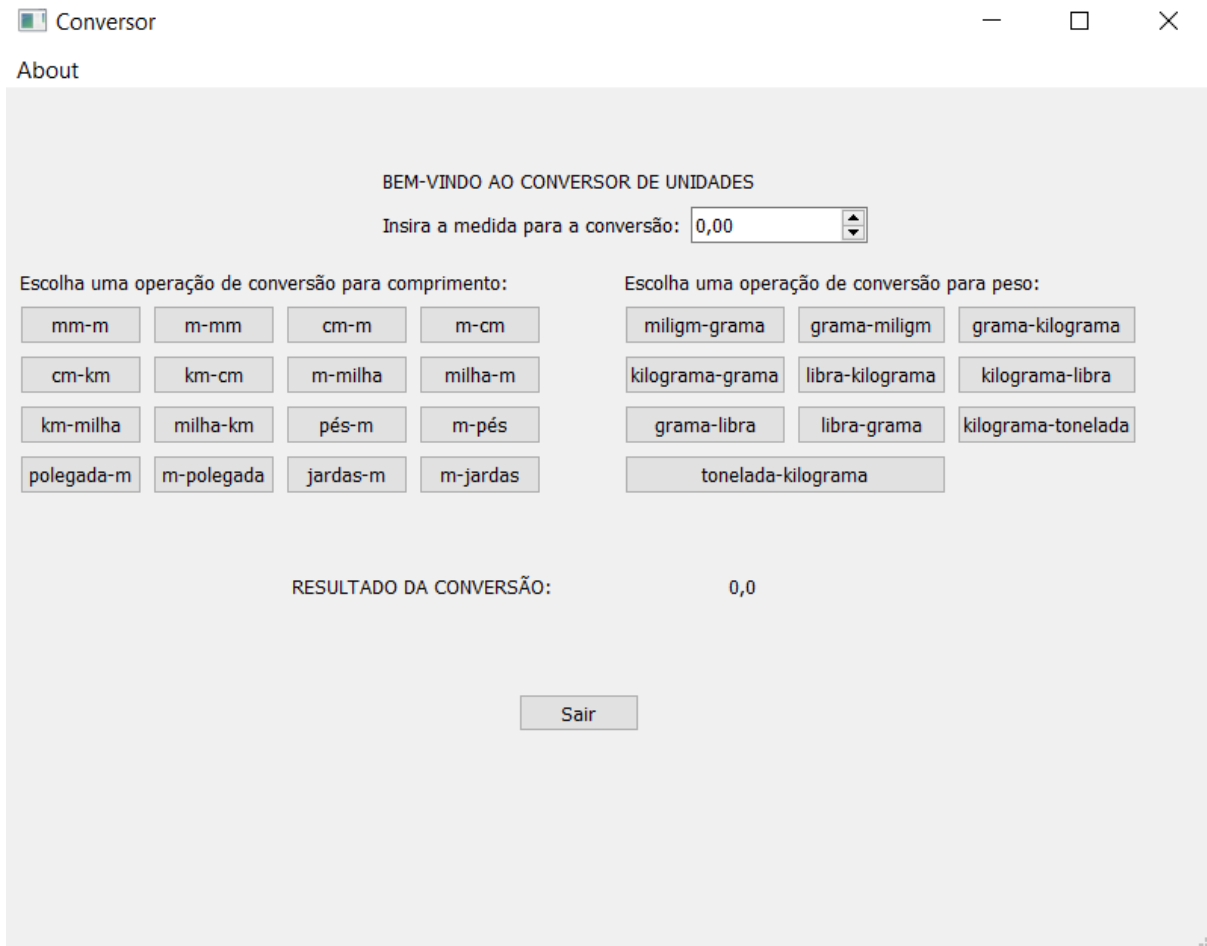 Conversor
About
BEM-VINDO AO CONVERSOR DE UNIDADES
Insira a medida para a conversão: 0,00
Escolha uma operação de conversão para comprimento:
mm-m m-mm cm-m m-cm
cm-km km-cm m-milha milha-m
km-milha milha-km pés-m m-pés
polegada-m m-polegada jardas-m m-jardas
Escolha uma operação de conversão para peso:
miligm-grama grama-miligm grama-kilograma
kilograma-grama libra-kilograma kilograma-libra
grama-libra libra-grama kilograma-tonelada
tonelada-kilograma
RESULTADO DA CONVERSÃO: 0,0
Sair